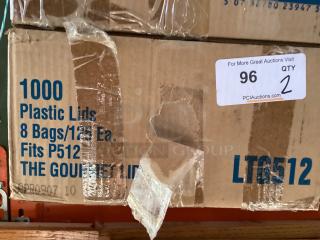 For More Great Auctions Visit
96
QTY
2
PCIAuctions.com
1000
Plastic Lids
8 Bags/125 Ea.
Fits P512
THE GOURMET LID
LTG512